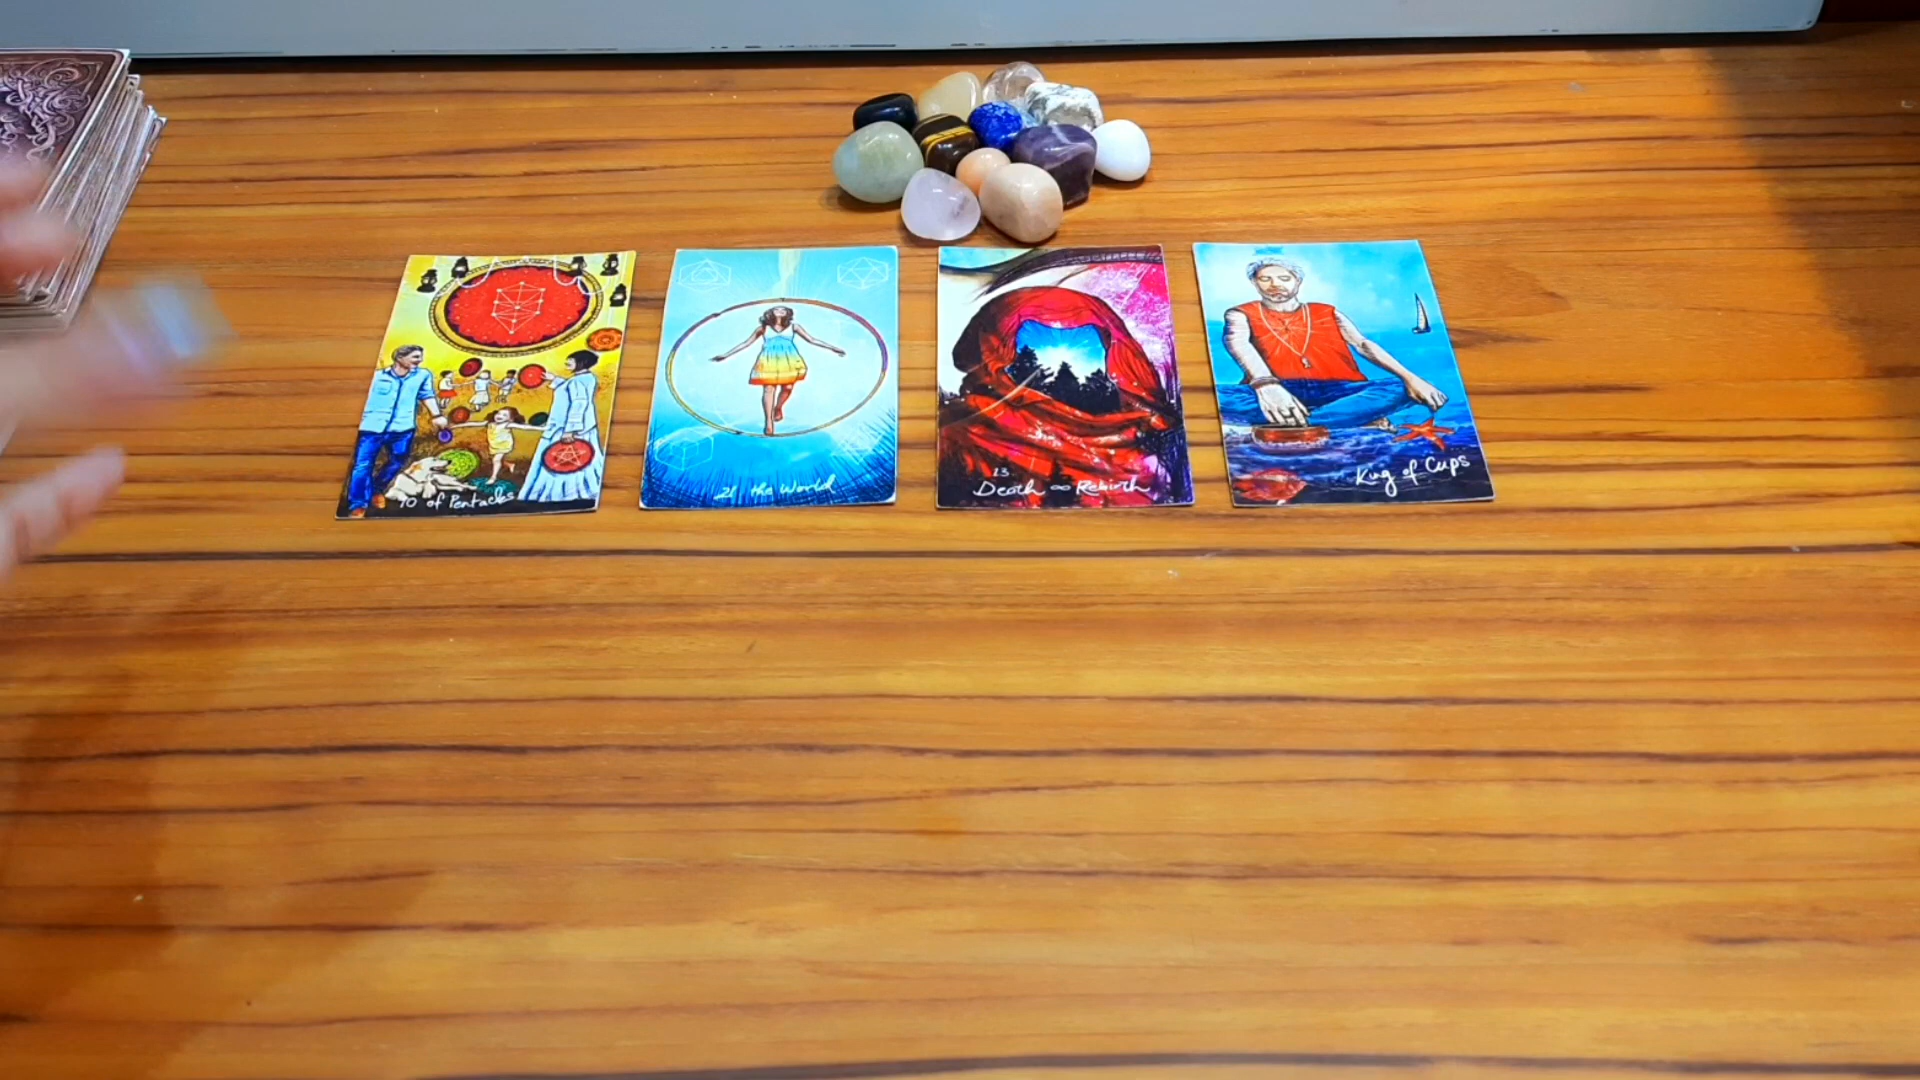 10 of Pentacles
21 the World
13
Death ∞ Rebirth
King of Cups